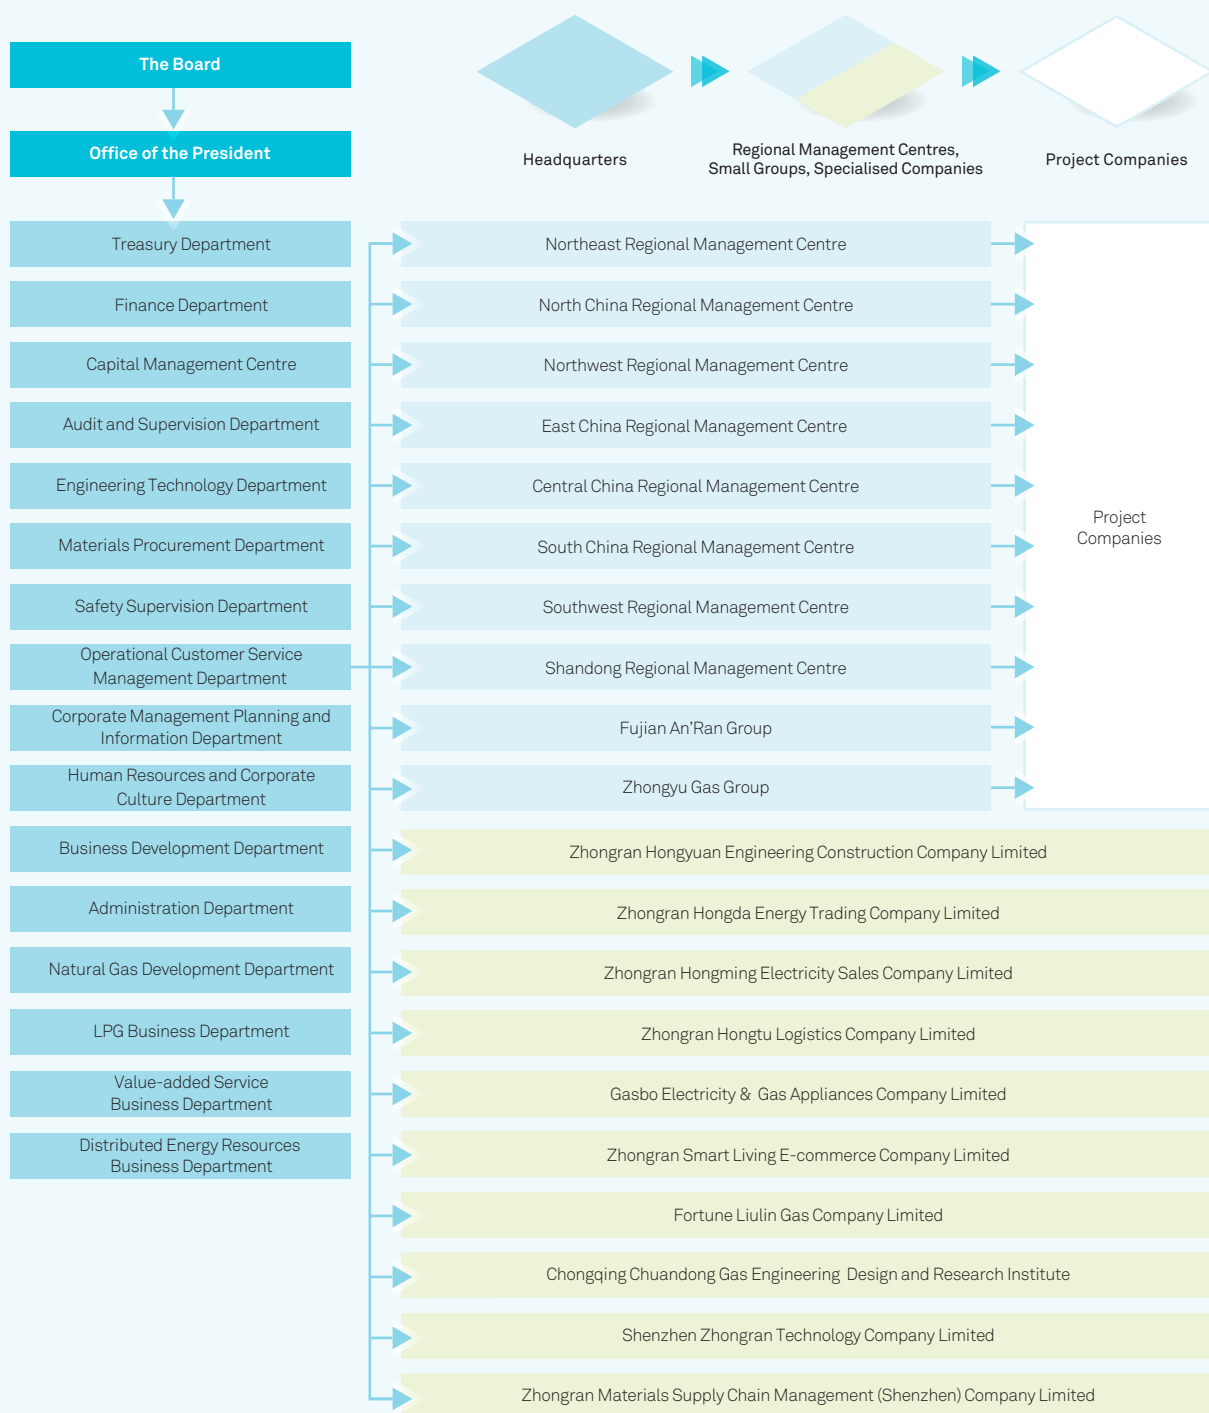 The Board
Office of the President
Headquarters
Regional Management Centres,
Small Groups, Specialised Companies
Project Companies
Treasury Department
Finance Department
Capital Management Centre
Audit and Supervision Department
Engineering Technology Department
Materials Procurement Department
Safety Supervision Department
Operational Customer Service
Management Department
Corporate Management Planning and
Information Department
Human Resources and Corporate
Culture Department
Business Development Department
Administration Department
Natural Gas Development Department
LPG Business Department
Value-added Service
Business Department
Distributed Energy Resources
Business Department
Northeast Regional Management Centre
North China Regional Management Centre
Northwest Regional Management Centre
East China Regional Management Centre
Central China Regional Management Centre
South China Regional Management Centre
Southwest Regional Management Centre
Shandong Regional Management Centre
Fujian An'Ran Group
Zhongyu Gas Group
Zhongran Hongyuan Engineering Construction Company Limited
Zhongran Hongda Energy Trading Company Limited
Zhongran Hongming Electricity Sales Company Limited
Zhongran Hongtu Logistics Company Limited
Gasbo Electricity & Gas Appliances Company Limited
Zhongran Smart Living E-commerce Company Limited
Fortune Liulin Gas Company Limited
Chongqing Chuandong Gas Engineering Design and Research Institute
Shenzhen Zhongran Technology Company Limited
Zhongran Materials Supply Chain Management (Shenzhen) Company Limited
Project
Companies